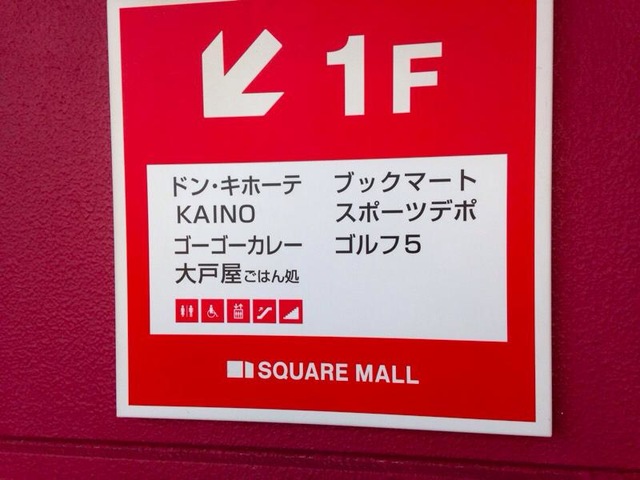 1F
ドン・キホーテ
KAINO
ゴーゴーカレー
大戸屋ごはん処
ブックマート
スポーツデポ
ゴルフ5
SQUARE MALL